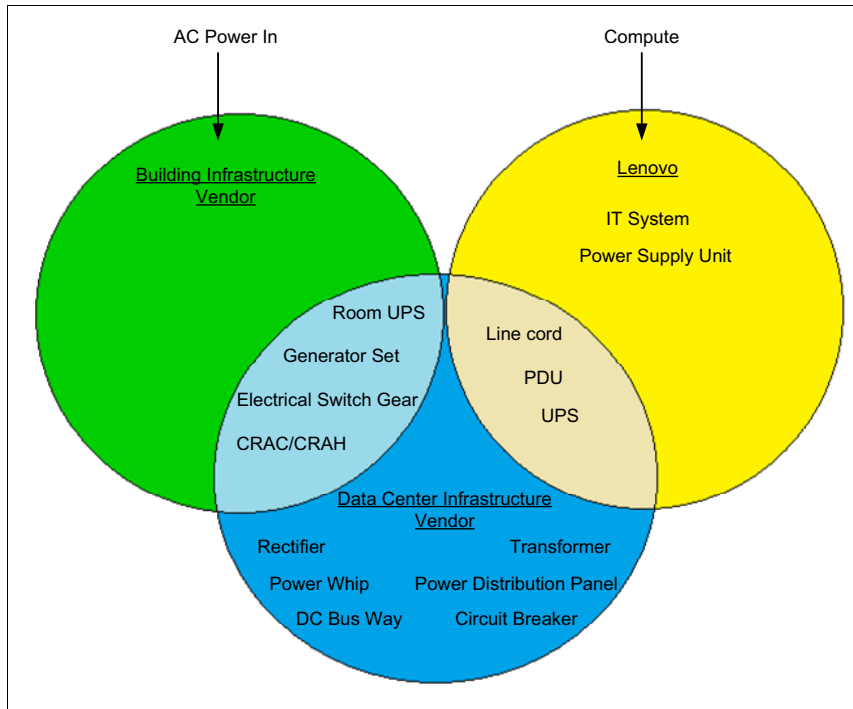 AC Power In
Compute
Building Infrastructure
Vendor
Lenovo
IT System
Power Supply Unit
Room UPS
Generator Set
Electrical Switch Gear
CRAC/CRAH
Line cord
PDU
UPS
Data Center Infrastructure
Vendor
Rectifier
Transformer
Power Whip
Power Distribution Panel
DC Bus Way
Circuit Breaker